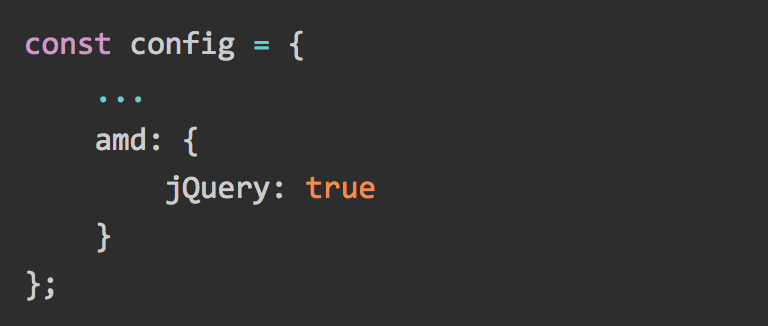 const config = {
    ...
    amd: {
        jQuery: true
    }
};